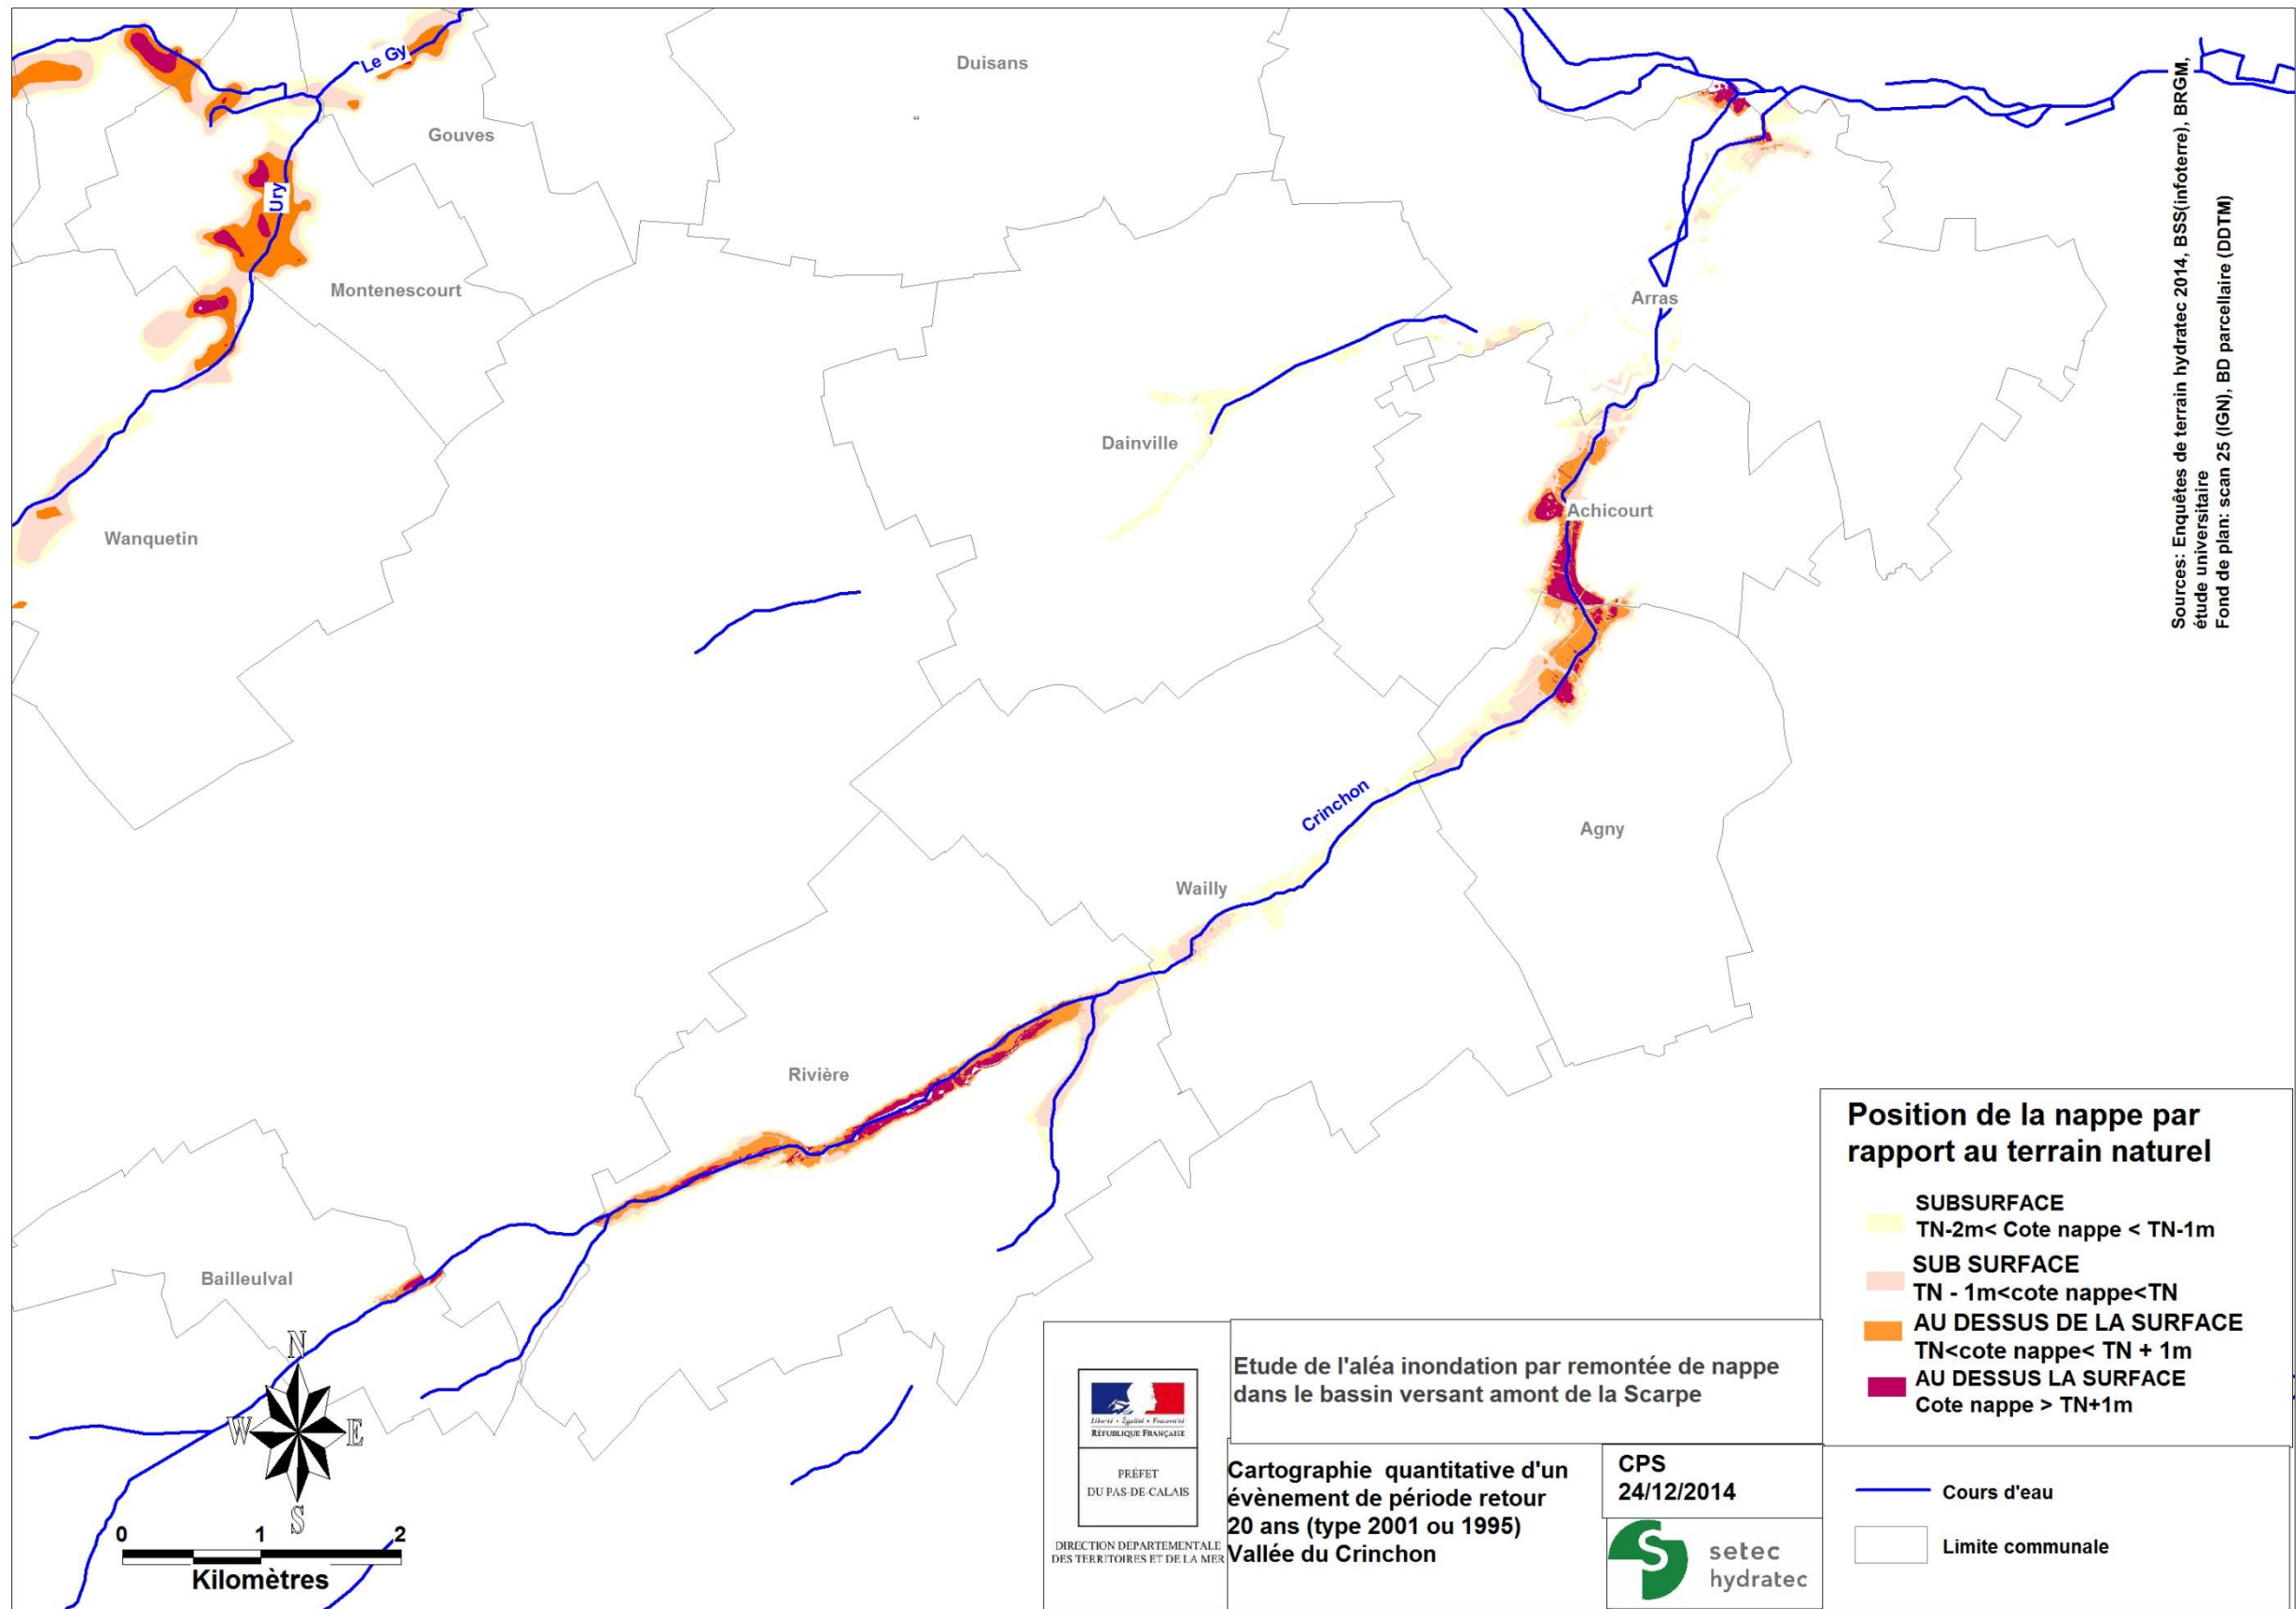 Le Gy
Duisans
Gouves
Ury
Montenescourt
Arras
Dainville
Achicourt
Wanquetin
Crinchon
Agny
Wailly
Rivière
Bailleulval
Sources: Enquêtes de terrain hydratec 2014, BSS(infoterre), BRGM,
étude universitaire
Fond de plan: scan 25 (IGN), BD parcellaire (DDTM)
Position de la nappe par
rapport au terrain naturel
SUBSURFACE
TN-2m< Cote nappe < TN-1m
SUB SURFACE
TN - 1m<cote nappe<TN
AU DESSUS DE LA SURFACE
TN<cote nappe< TN + 1m
AU DESSUS LA SURFACE
Cote nappe > TN+1m
Cours d'eau
Limite communale
N
W
E
S
0 1 2
Kilomètres
Liberté • Égalité • Fraternité
RÉPUBLIQUE FRANÇAISE
PRÉFET
DU PAS-DE-CALAIS
DIRECTION DÉPARTEMENTALE
DES TERRITOIRES ET DE LA MER
Etude de l'aléa inondation par remontée de nappe
dans le bassin versant amont de la Scarpe
Cartographie quantitative d'un
évènement de période retour
20 ans (type 2001 ou 1995)
Vallée du Crinchon
CPS
24/12/2014
setec
hydratec